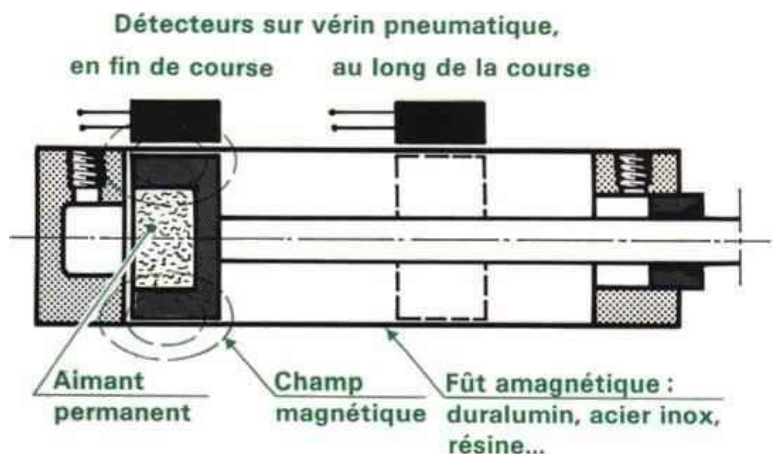 Détecteurs sur vérin pneumatique,
en fin de course
au long de la course
Aimant
permanent
Champ
magnétique
Fût amagnétique :
duralumin, acier inox,
résine...